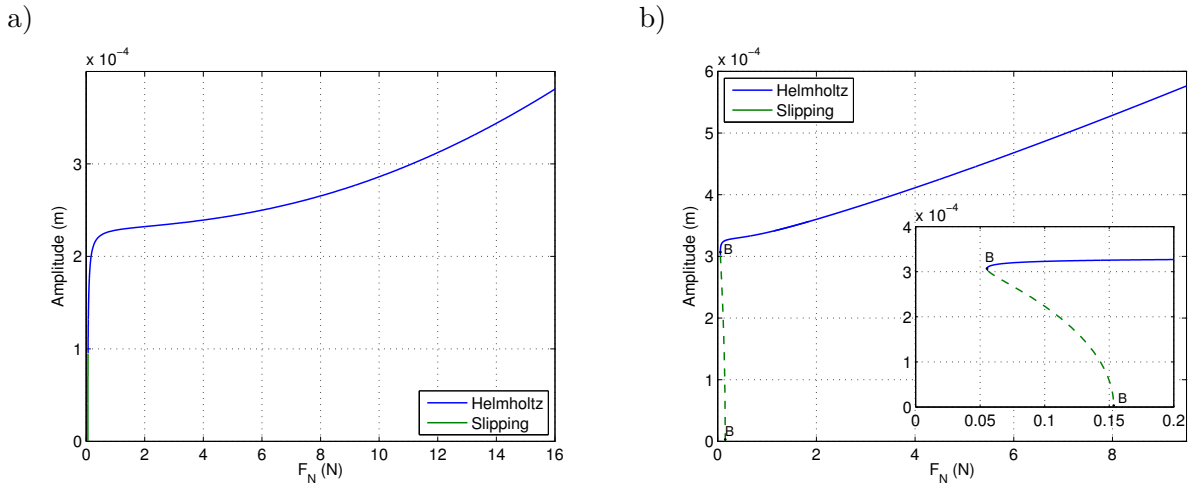 a)
x 10⁻⁴
3
2
1
0
Amplitude (m)
0 2 4 6 8 10 12 14 16
F_N (N)
Helmholtz
Slipping
b)
x 10⁻⁴
6
5
4
3
2
1
0
Amplitude (m)
0 2 4 6 8
F_N (N)
Helmholtz
Slipping
B
B
x 10⁻⁴
4
3
2
1
0
0 0.05 0.1 0.15 0.2
B
B